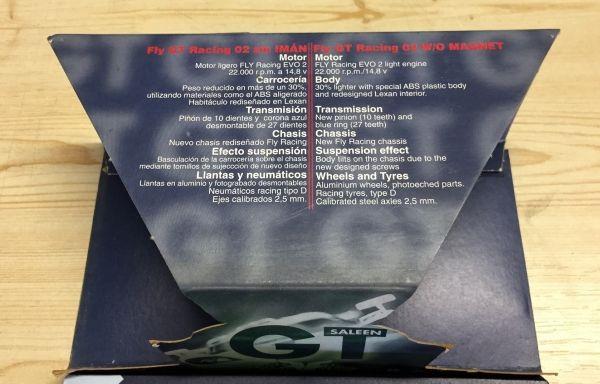 Fly GT Racing 02 sin IMÁN
Motor
Motor ligero FLY Racing EVO 2
22.000 r.p.m. a 14,8 v
Carrocería
Peso reducido en más de un 30%,
utilizando materiales como el ABS aligerado
Habitáculo rediseñado en Lexan
Transmisión
Piñón de 10 dientes y corona azul
desmontable de 27 dientes
Chasis
Nuevo chasis rediseñado Fly Racing
Efecto suspensión
Basculación de la carrocería sobre el chasis
mediante tornillos de sujección de nuevo diseño
Llantas y neumáticos
Llantas en aluminio y fotograbado desmontables
Neumáticos racing tipo D
Ejes calibrados 2,5 mm.
Fly GT Racing 02 W/O MAGNET
Motor
FLY Racing EVO 2 light engine
22.000 r.p.m./14,8 v
Body
30% lighter with special ABS plastic body
and redesigned Lexan interior.
Transmission
New pinion (10 teeth) and
blue ring (27 teeth)
Chassis
New Fly Racing chassis
Suspension effect
Body tilts on the chasis due to the
new designed screws
Wheels and Tyres
Aluminium wheels, photoeched parts.
Racing tyres, type D
Calibrated steel axies 2,5 mm.
GT
SALEEN